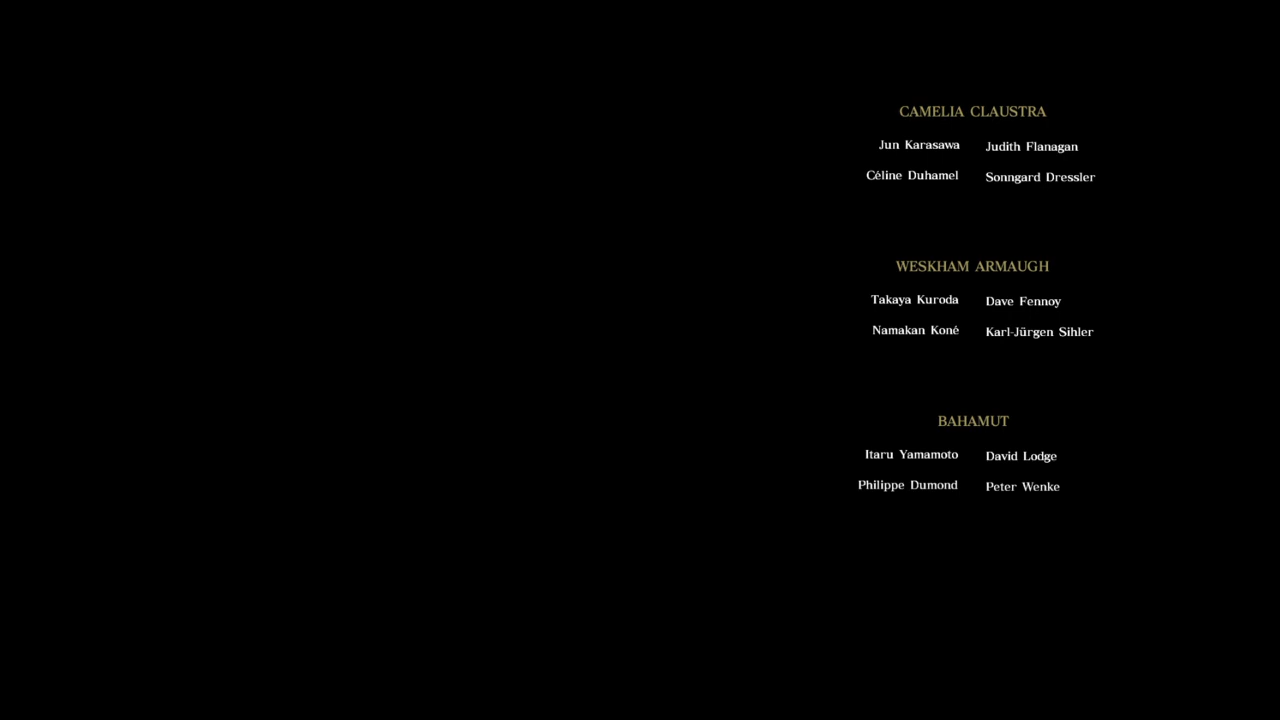 CAMELIA CLAUSTRA
Jun Karasawa Judith Flanagan
Céline Duhamel Sonngard Dressler
WESKHAM ARMAUGH
Takaya Kuroda Dave Fennoy
Namakan Koné Karl-Jürgen Sihler
BAHAMUT
Itaru Yamamoto David Lodge
Philippe Dumond Peter Wenke